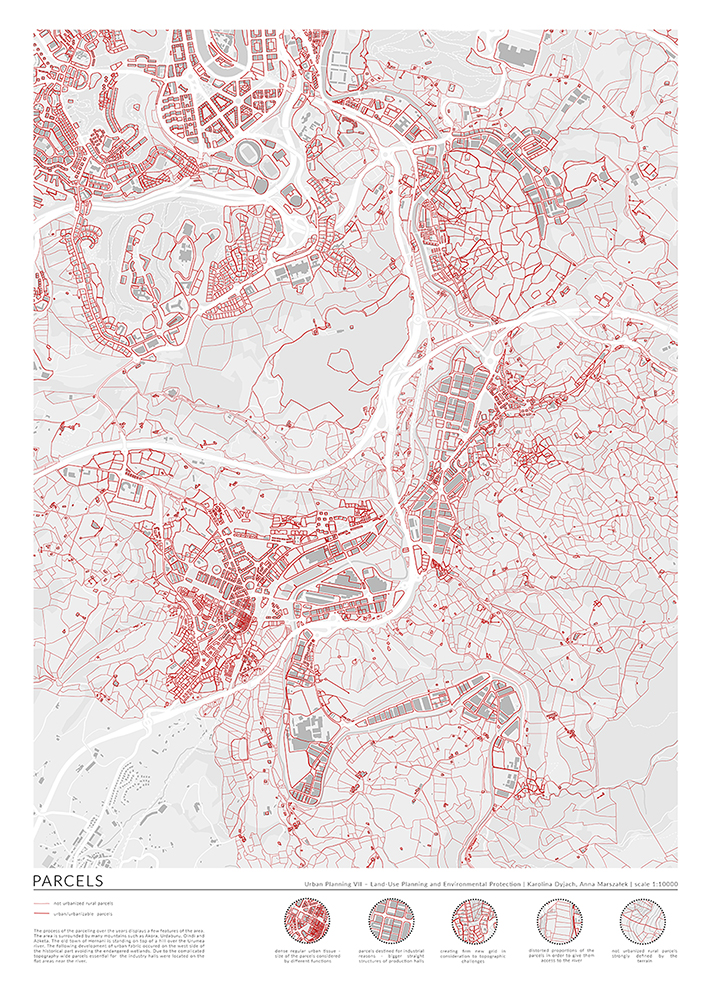 PARCELS
Urban Planning VII - Land-Use Planning and Environmental Protection | Karolina Dyjach, Anna Marszałek | scale 1:10000
not urbanized rural parcels
urban/urbanizable parcels
The process of the parceling over the years displays a few features of the area.
The area is surrounded by many mountains such as Akola, Urdaburu, Oindi and
Azketa. The old town of Hernani is standing on top of a hill over the Urumea
river. The following development of urban fabric occured on the west side of
the historical part avoiding the endangered wetlands. Due to the complicated
topography wide parcels essential for the industry halls were located on the
flat areas near the river.
dense regular urban tissue -
size of the parcels considered
by different functions
parcels destined for industrial
reasons - bigger straight
structures of production halls
creating firm new grid in
consideration to topographic
challenges
distorted proportions of the
parcels in order to give them
access to the river
not urbanized rural parcels
strongly defined by the
terrain